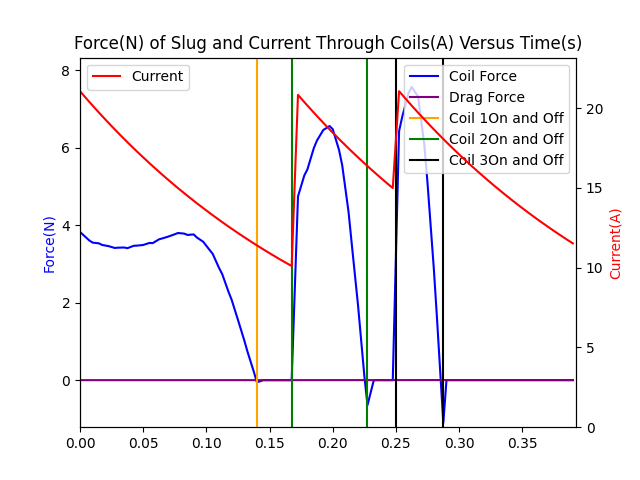 Force(N) of Slug and Current Through Coils(A) Versus Time(s)
Current
Coil Force
Drag Force
Coil 1On and Off
Coil 2On and Off
Coil 3On and Off
Force(N)
8
6
4
2
0
Current(A)
20
15
10
5
0
0.00 0.05 0.10 0.15 0.20 0.25 0.30 0.35